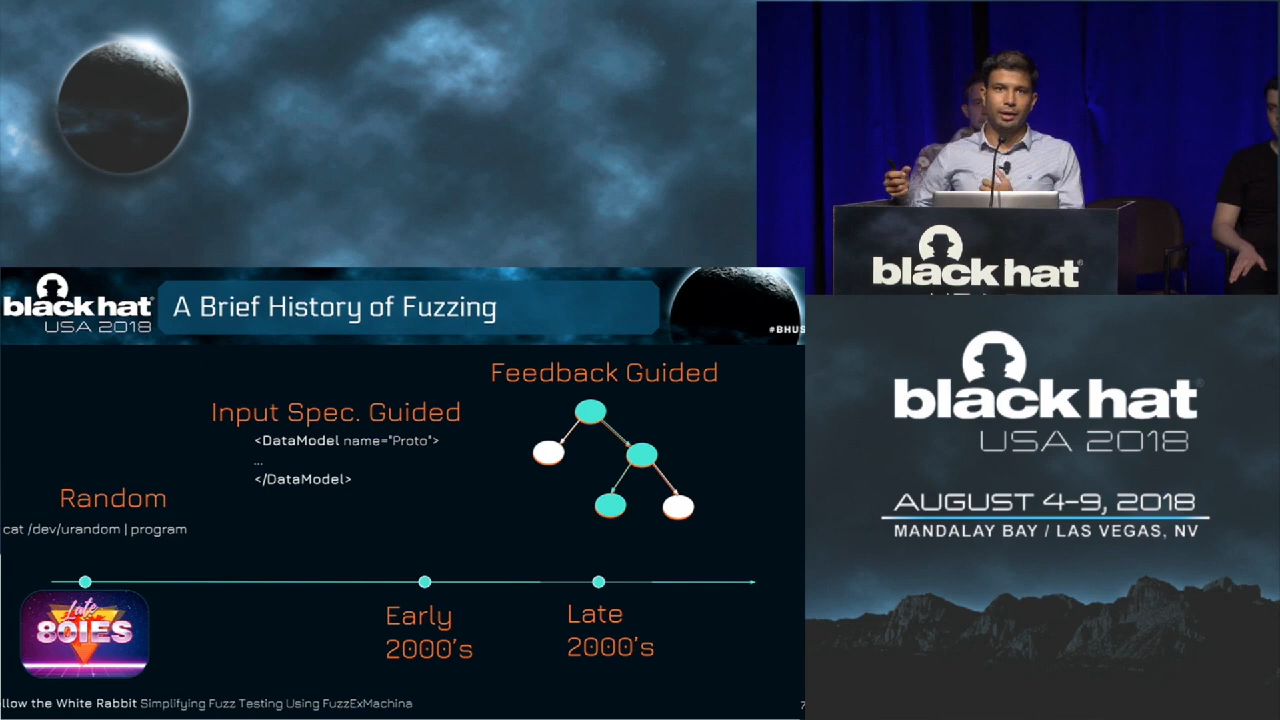 black hat
black hat
USA 2018
A Brief History of Fuzzing
#BHUS
Feedback Guided
Input Spec. Guided
<DataModel name="Proto">
...
</DataModel>
Random
cat /dev/urandom | program
Late
80IES
Early
2000's
Late
2000's
llow the White Rabbit Simplifying Fuzz Testing Using FuzzExMachina
7
black hat
USA 2018
AUGUST 4-9, 2018
MANDALAY BAY / LAS VEGAS, NV